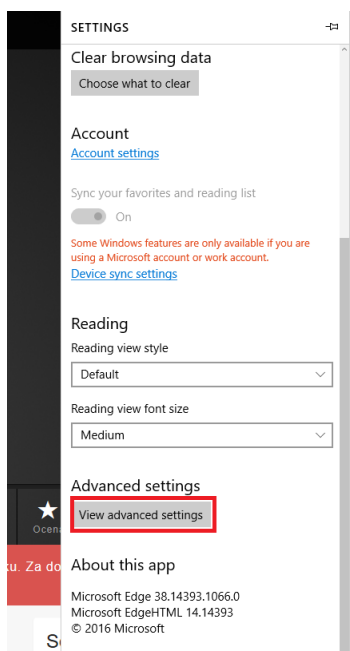 SETTINGS
Clear browsing data
Choose what to clear
Account
Account settings
Sync your favorites and reading list
On
Some Windows features are only available if you are
using a Microsoft account or work account.
Device sync settings
Reading
Reading view style
Default
Reading view font size
Medium
Advanced settings
View advanced settings
Ocena
ku. Za do
About this app
Microsoft Edge 38.14393.1066.0
Microsoft EdgeHTML 14.14393
© 2016 Microsoft